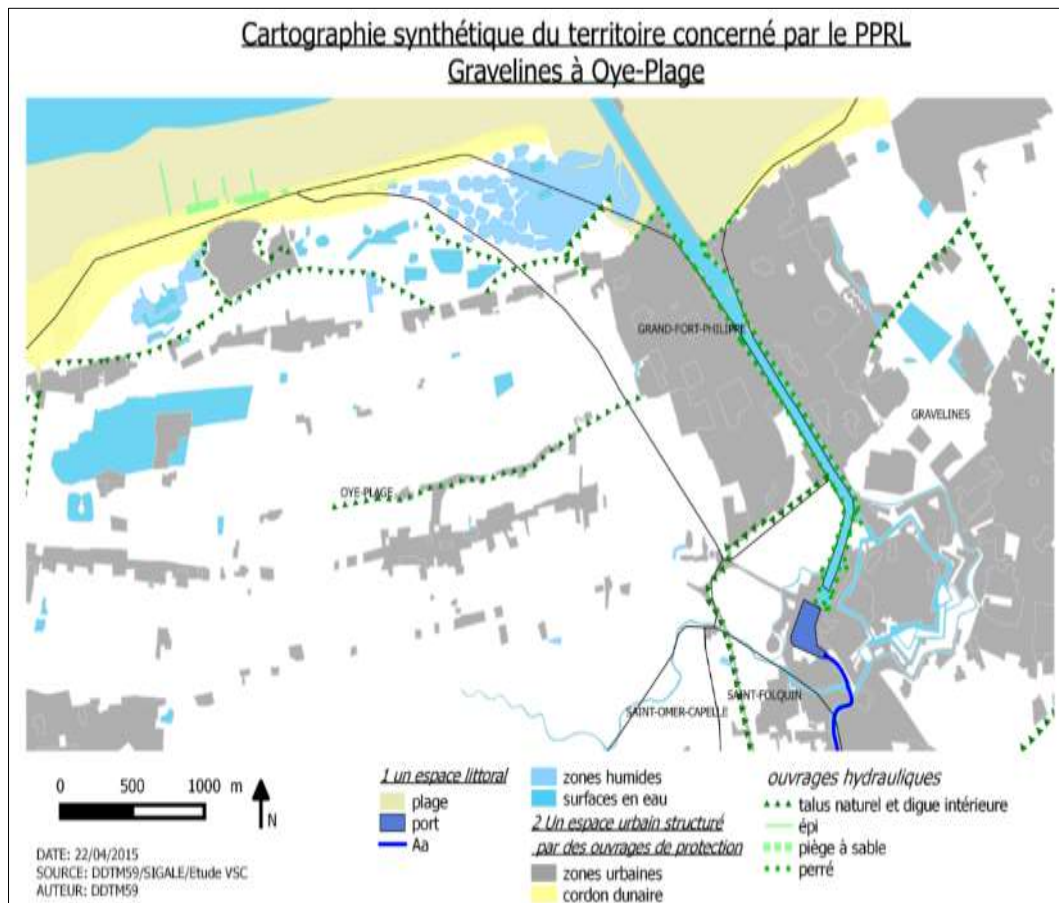 Cartographie synthétique du territoire concerné par le PPRL
Gravelines à Oye-Plage
GRAND-FORT-PHILIPPE
GRAVELINES
OYE-PLAGE
SAINT-FOLQUIN
SAINT-OMER-CAPELLE
0 500 1000 m
N
DATE: 22/04/2015
SOURCE: DDTM59/SIGALE/Etude VSC
AUTEUR: DDTM59
1 un espace littoral
plage
port
Aa
zones humides
surfaces en eau
2 Un espace urbain structuré
par des ouvrages de protection
zones urbaines
cordon dunaire
ouvrages hydrauliques
talus naturel et digue intérieure
épi
piège à sable
perré